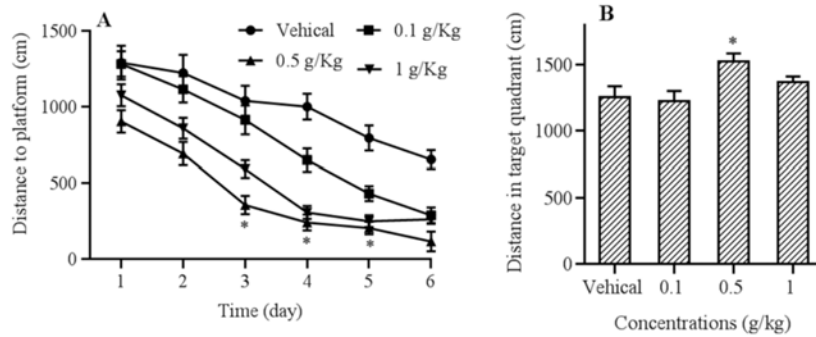 A
Vehical
0.1 g/Kg
0.5 g/Kg
1 g/Kg
Distance to platform (cm)
1500
1000
500
0
*
*
*
1 2 3 4 5 6
Time (day)
B
*
Distance in target quadrant (cm)
1500
1000
500
0
Vehical 0.1 0.5 1
Concentrations (g/kg)